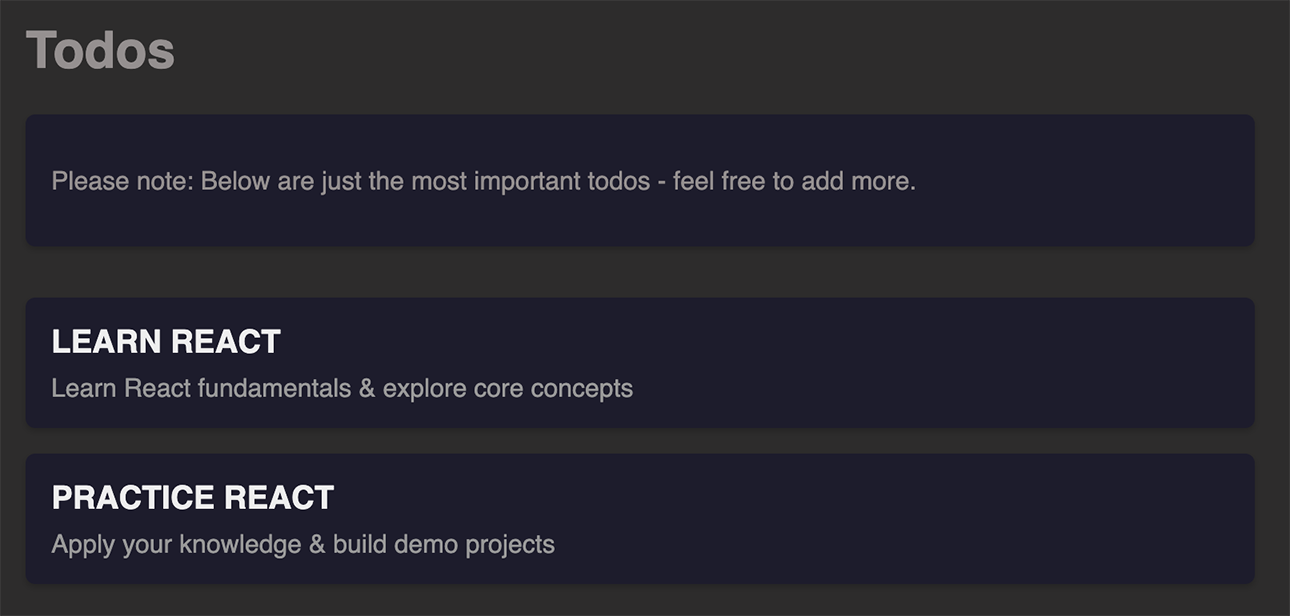 Todos
Please note: Below are just the most important todos - feel free to add more.
LEARN REACT
Learn React fundamentals & explore core concepts
PRACTICE REACT
Apply your knowledge & build demo projects